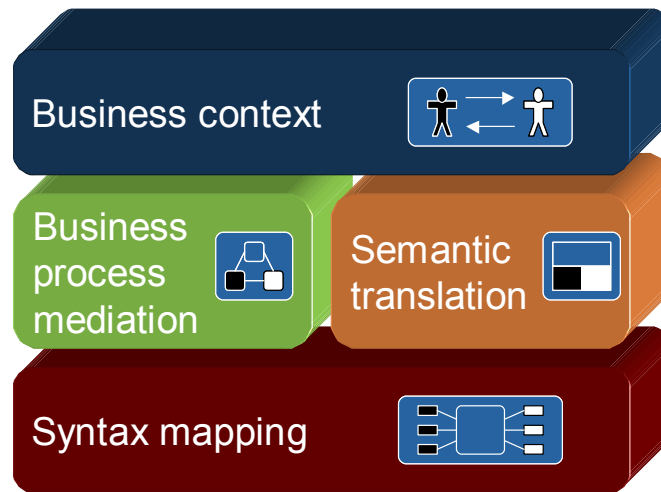 Business context
Business
process
mediation
Semantic
translation
Syntax mapping